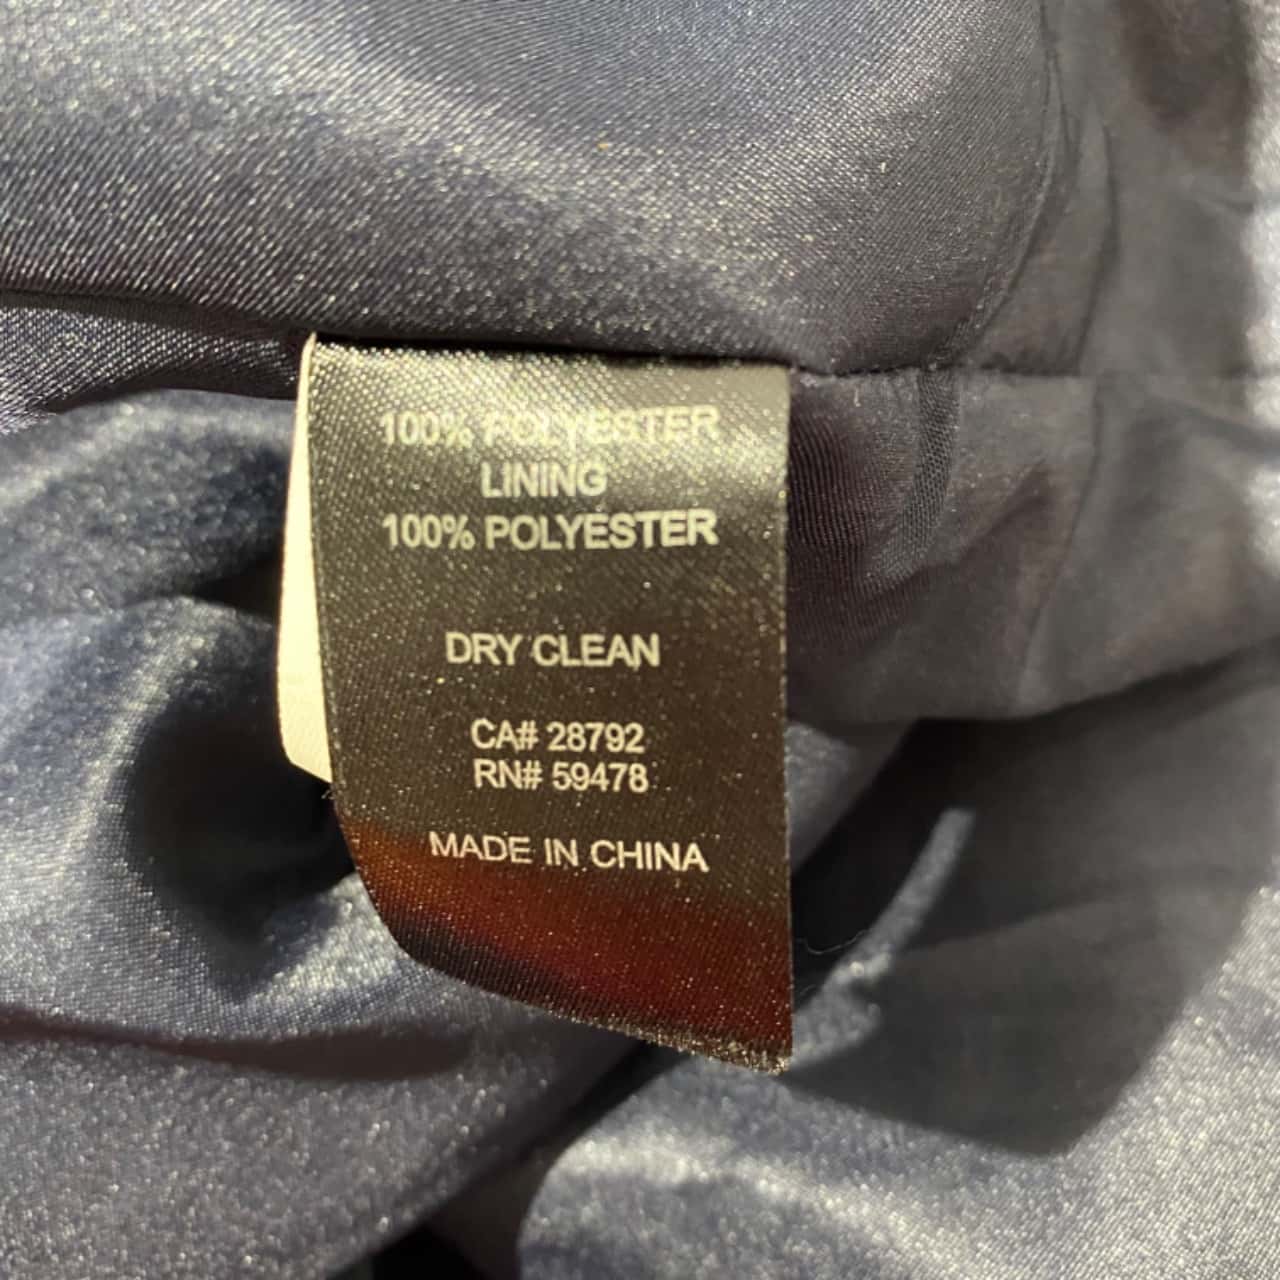 100% POLYESTER
LINING
100% POLYESTER
DRY CLEAN
CA# 28792
RN# 59478
MADE IN CHINA